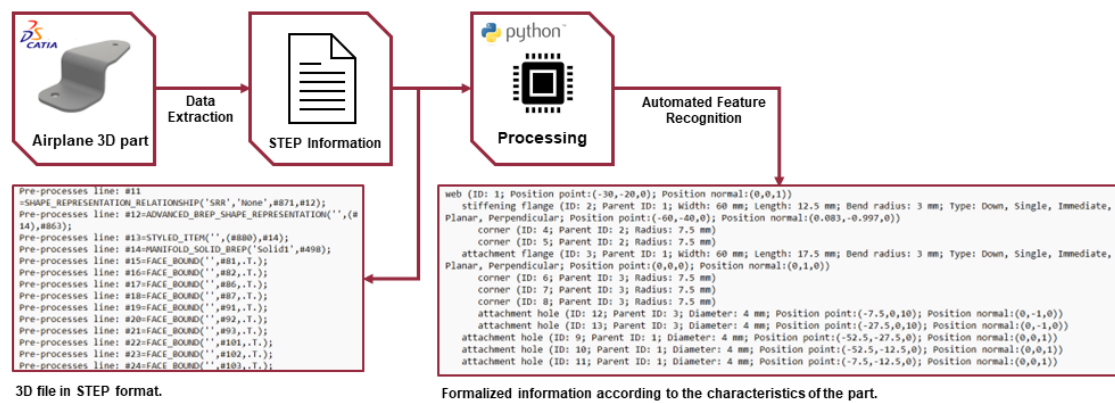 3DS
CATIA
Airplane 3D part
Data
Extraction
STEP Information
python™
Processing
Automated Feature
Recognition
Pre-processes line: #11
=SHAPE_REPRESENTATION_RELATIONSHIP('SRR','None',#871,#12);
Pre-processes line: #12=ADVANCED_BREP_SHAPE_REPRESENTATION('',(#
14),#863);
Pre-processes line: #13=STYLED_ITEM('',(#880),#14);
Pre-processes line: #14=MANIFOLD_SOLID_BREP('Solid1',#498);
Pre-processes line: #15=FACE_BOUND('',#81,.T.);
Pre-processes line: #16=FACE_BOUND('',#82,.T.);
Pre-processes line: #17=FACE_BOUND('',#86,.T.);
Pre-processes line: #18=FACE_BOUND('',#87,.T.);
Pre-processes line: #19=FACE_BOUND('',#91,.T.);
Pre-processes line: #20=FACE_BOUND('',#92,.T.);
Pre-processes line: #21=FACE_BOUND('',#93,.T.);
Pre-processes line: #22=FACE_BOUND('',#101,.T.);
Pre-processes line: #23=FACE_BOUND('',#102,.T.);
Pre-processes line: #24=FACE_BOUND('',#103,.T.);
3D file in STEP format.
web (ID: 1; Position point:(-30,-20,0); Position normal:(0,0,1))
stiffening flange (ID: 2; Parent ID: 1; Width: 60 mm; Length: 12.5 mm; Bend radius: 3 mm; Type: Down, Single, Immediate,
Planar, Perpendicular; Position point:(-60,-40,0); Position normal:(0.083,-0.997,0))
corner (ID: 4; Parent ID: 2; Radius: 7.5 mm)
corner (ID: 5; Parent ID: 2; Radius: 7.5 mm)
attachment flange (ID: 3; Parent ID: 1; Width: 60 mm; Length: 17.5 mm; Bend radius: 3 mm; Type: Down, Single, Immediate,
Planar, Perpendicular; Position point:(0,0,0); Position normal:(0,1,0))
corner (ID: 6; Parent ID: 3; Radius: 7.5 mm)
corner (ID: 7; Parent ID: 3; Radius: 7.5 mm)
corner (ID: 8; Parent ID: 3; Radius: 7.5 mm)
attachment hole (ID: 12; Parent ID: 3; Diameter: 4 mm; Position point:(-7.5,0,10); Position normal:(0,-1,0))
attachment hole (ID: 13; Parent ID: 3; Diameter: 4 mm; Position point:(-27.5,0,10); Position normal:(0,-1,0))
attachment hole (ID: 9; Parent ID: 1; Diameter: 4 mm; Position point:(-52.5,-27.5,0); Position normal:(0,0,1))
attachment hole (ID: 10; Parent ID: 1; Diameter: 4 mm; Position point:(-52.5,-12.5,0); Position normal:(0,0,1))
attachment hole (ID: 11; Parent ID: 1; Diameter: 4 mm; Position point:(-7.5,-12.5,0); Position normal:(0,0,1))
Formalized information according to the characteristics of the part.